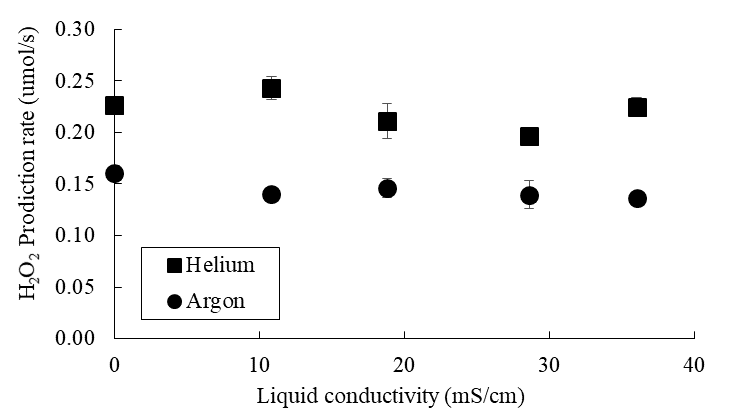 H₂O₂ Prodiction rate (umol/s)
0.30
0.25
0.20
0.15
0.10
0.05
0.00
Helium
Argon
0 10 20 30 40
Liquid conductivity (mS/cm)